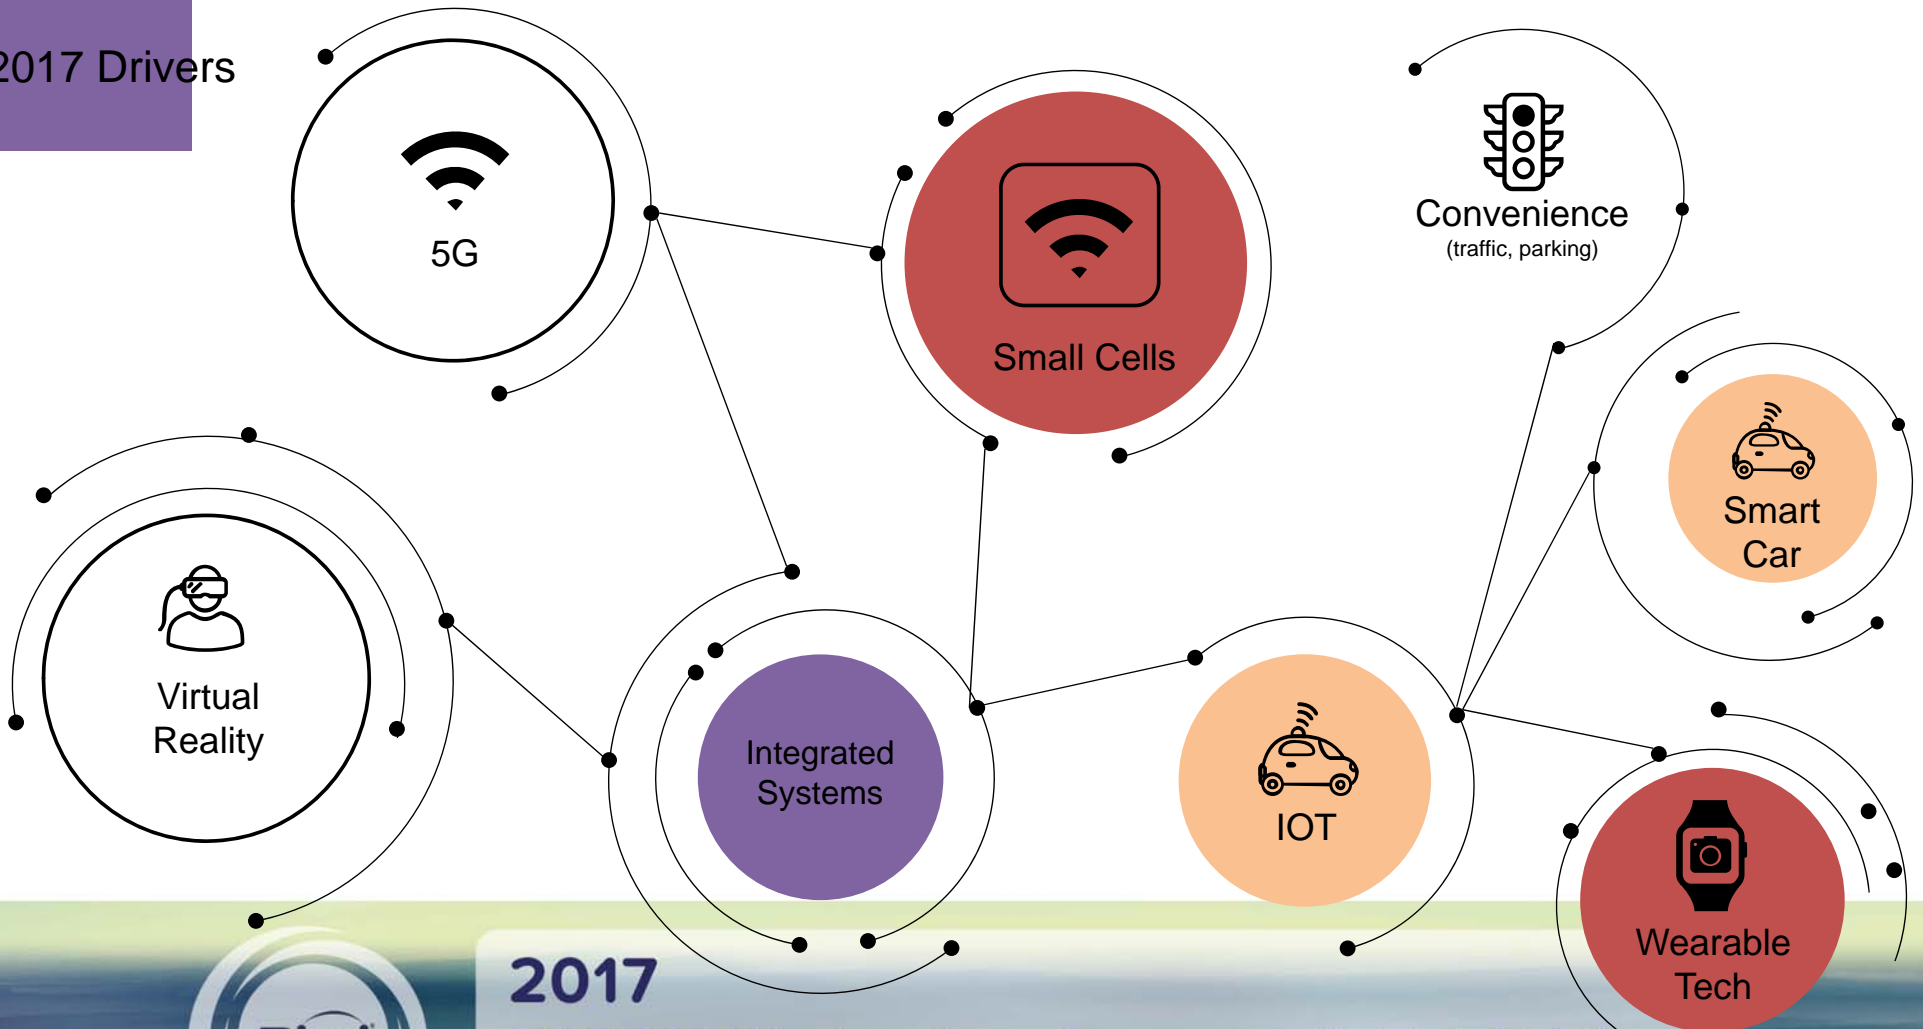 2017 Drivers
5G
Small Cells
Convenience
(traffic, parking)
Smart
Car
Virtual
Reality
Integrated
Systems
IOT
Wearable
Tech
2017